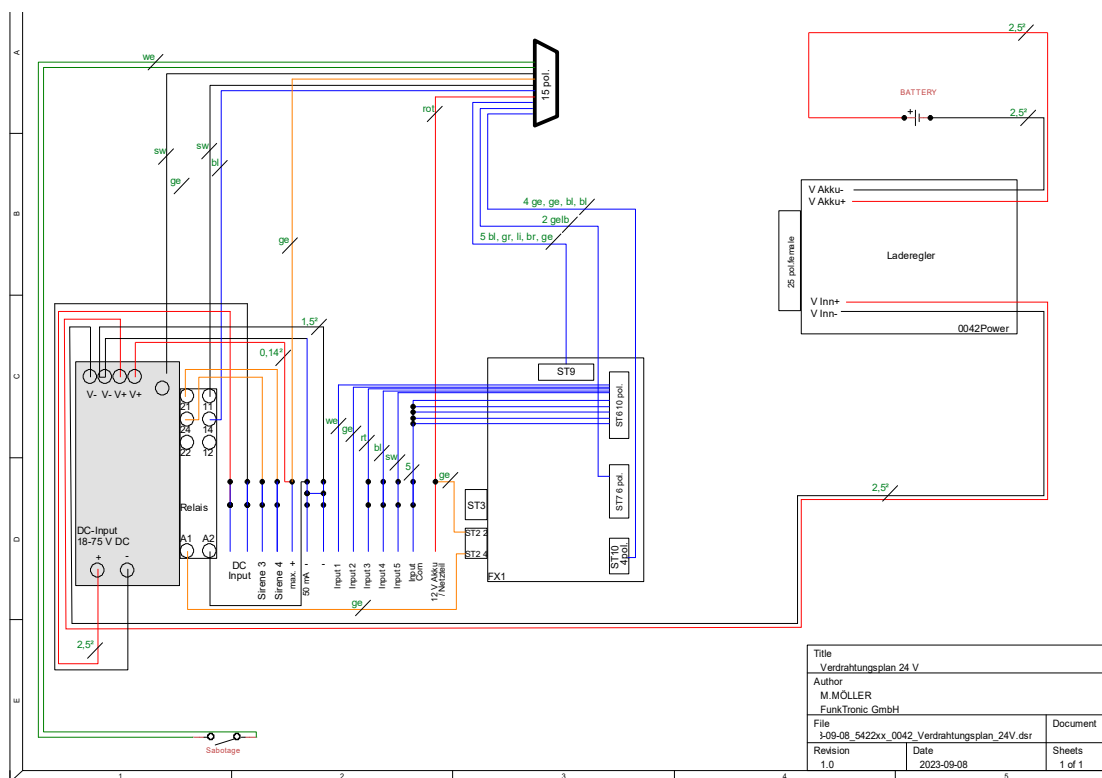 A
B
C
D
E
we
15 pol.
rot
sw
sw
ge
bl
ge
4 ge, ge, bl, bl
2 gelb
5 bl, gr, li, br, ge
2,5²
BATTERY
+
2,5²
V Akku-
V Akku+
25 pol.female
Laderegler
V Inn+
V Inn-
0042Power
1,5²
0,14²
V- V- V+ V+
21
11
24
14
22
12
Relais
DC-Input
18-75 V DC
+
-
A1
A2
we
ge
rt
bl
sw
5
ge
ST9
ST6 10 pol.
ST7 6 pol.
ST3
ST2 2
ST2 4
ST10
4pol.
FX1
DC
Input
Sirene 3
Sirene 4
max. +
50 mA -
-
Input 1
Input 2
Input 3
Input 4
Input 5
Input
Com
12 V Akku
/ Netzteil
ge
2,5²
2,5²
Sabotage
Title
Verdrahtungsplan 24 V
Author
M.MÖLLER
FunkTronic GmbH
File
Document
-09-08_5422xx_0042_Verdrahtungsplan_24V.dsr
Revision
Date
Sheets
1.0
2023-09-08
1 of 1
1
2
3
4
5